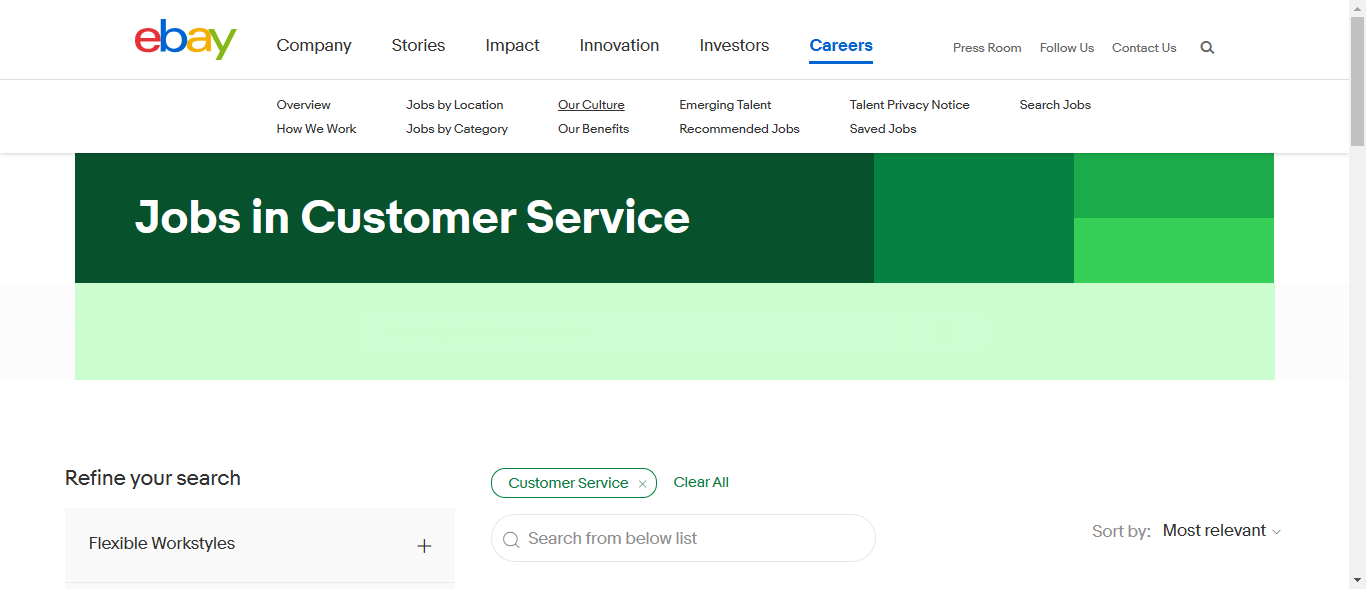 ebay
Company Stories Impact Innovation Investors Careers Press Room Follow Us Contact Us
Overview Jobs by Location Our Culture Emerging Talent Talent Privacy Notice Search Jobs
How We Work Jobs by Category Our Benefits Recommended Jobs Saved Jobs
Jobs in Customer Service
Refine your search
Customer Service × Clear All
Flexible Workstyles +
Search from below list
Sort by: Most relevant